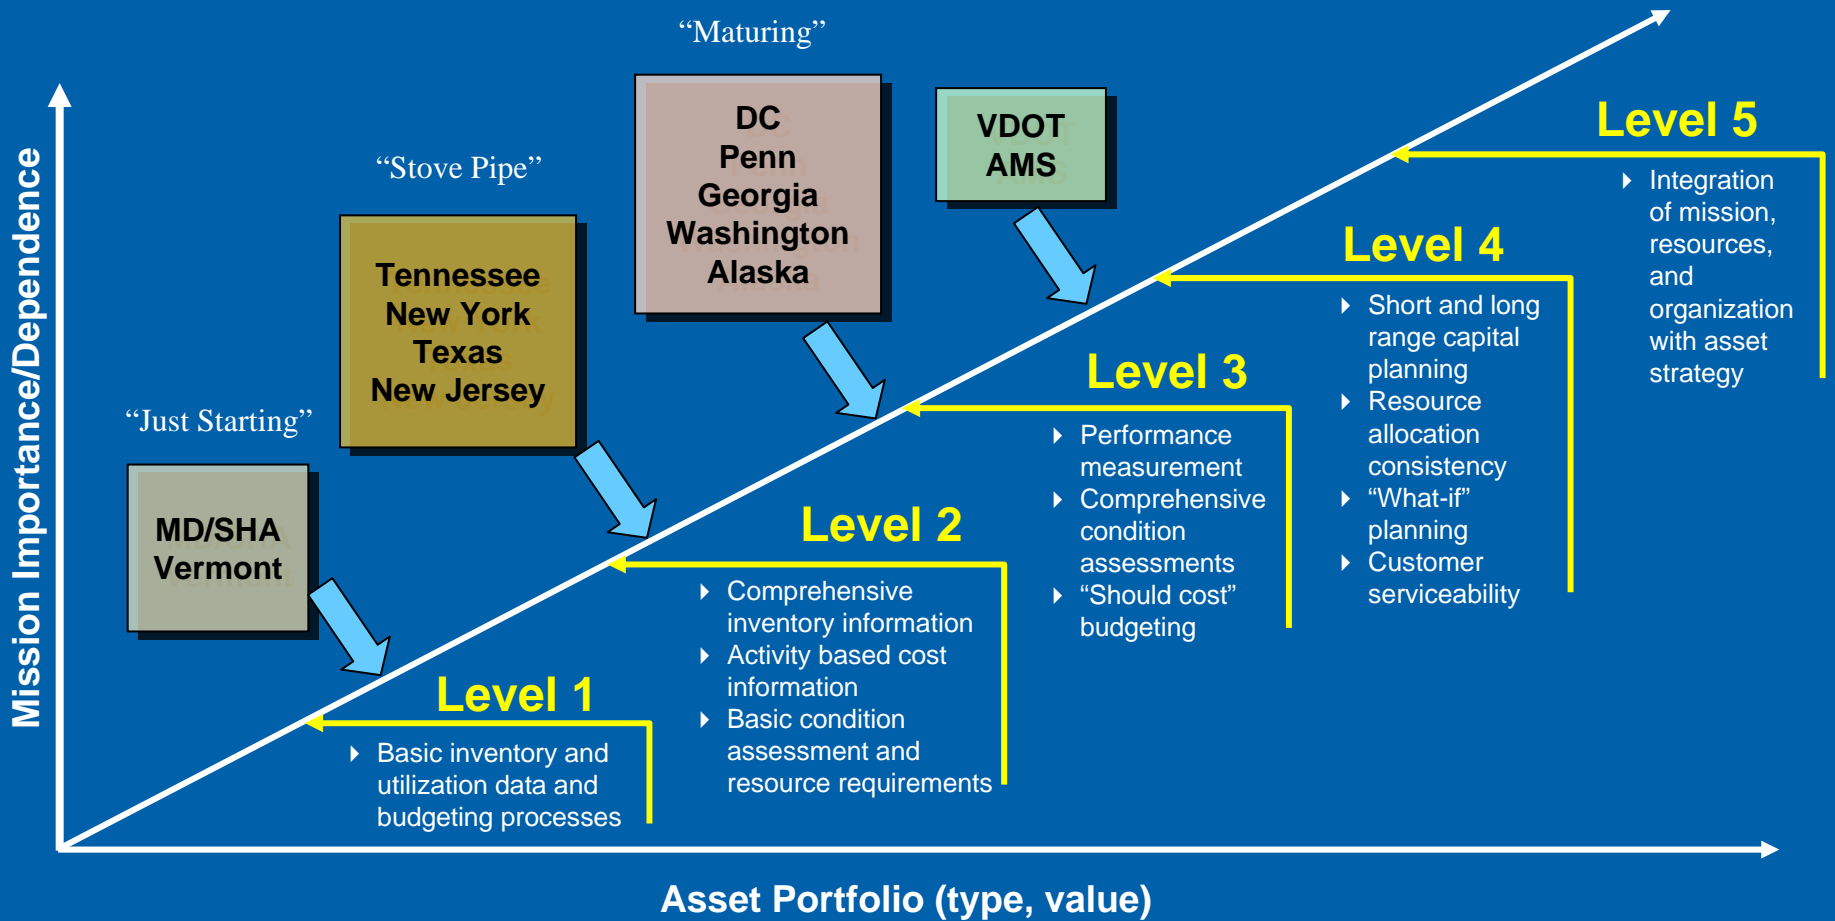 “Maturing”
DC
Penn
Georgia
Washington
Alaska
VDOT
AMS
“Stove Pipe”
Tennessee
New York
Texas
New Jersey
“Just Starting”
MD/SHA
Vermont
Mission Importance/Dependence
Level 5
Integration
of mission,
resources,
and
organization
with asset
strategy
Level 4
Short and long
range capital
planning
Resource
allocation
consistency
“What-if”
planning
Customer
serviceability
Level 3
Performance
measurement
Comprehensive
condition
assessments
“Should cost”
budgeting
Level 2
Comprehensive
inventory information
Activity based cost
information
Basic condition
assessment and
resource requirements
Level 1
Basic inventory and
utilization data and
budgeting processes
Asset Portfolio (type, value)